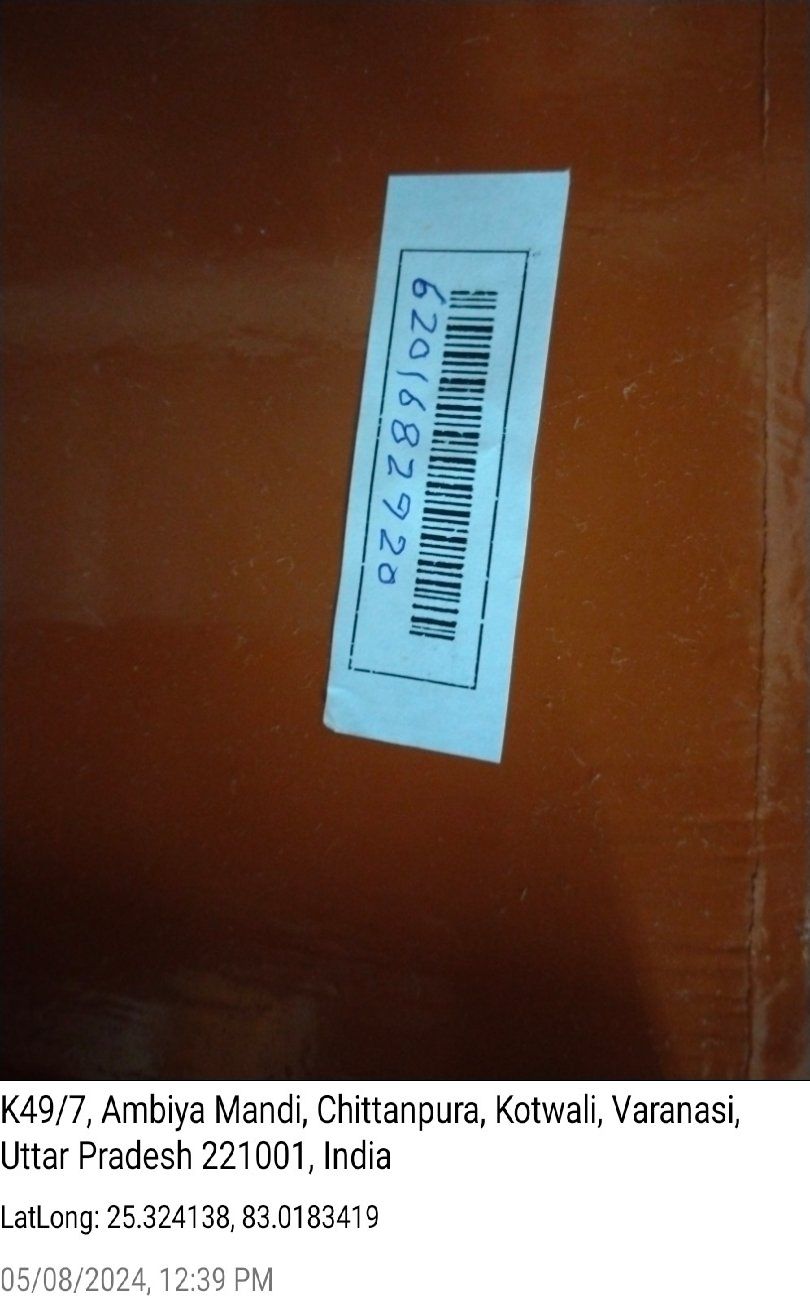 6201682920
K49/7, Ambiya Mandi, Chittanpura, Kotwali, Varanasi,
Uttar Pradesh 221001, India
LatLong: 25.324138, 83.0183419
05/08/2024, 12:39 PM